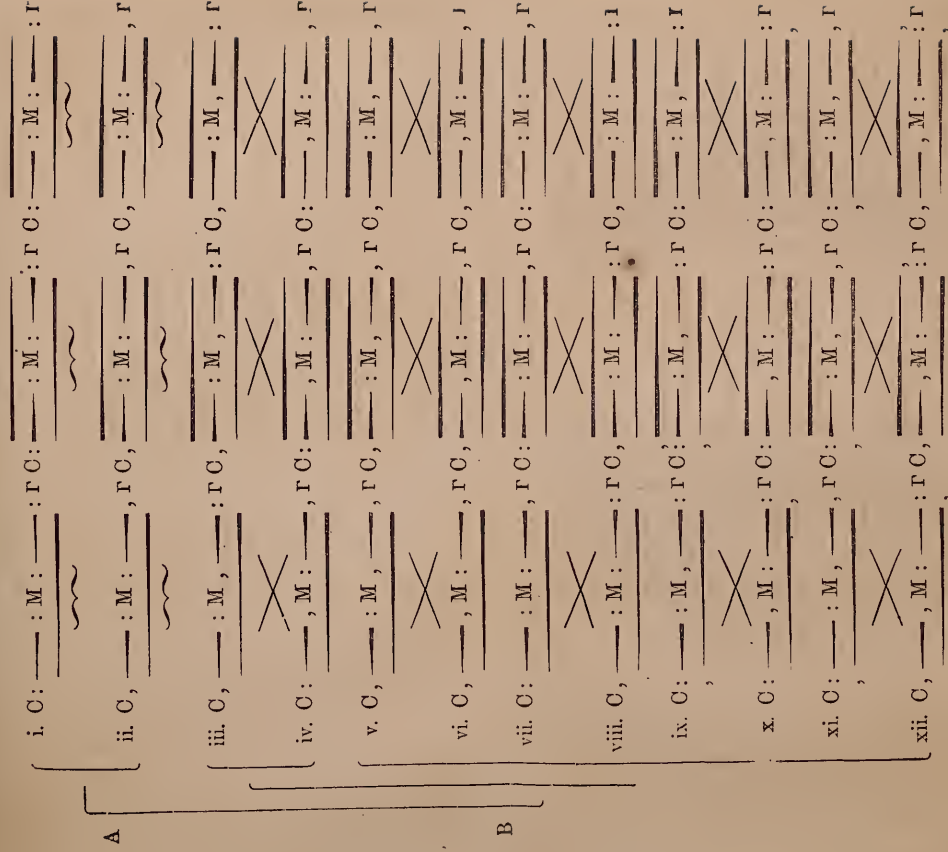 i. C: — : M : — : Γ C: — : M : — : Γ C: — : M : — : Γ
ii. C, — : M : — , Γ C, — : M : — , Γ C, — : M : — , Γ
iii. C, — : M , — : Γ C, — : M , — : Γ C, — : M , — : Γ
iv. C: — , M : — , Γ C: — , M : — , Γ C: — , M : — ,
v. C, — : M , — , Γ C, — : M , — , Γ C, — : M , — , Γ
vi. C, — , M : — , Γ C, — , M : — , Γ C, — , M : — ,
vii. C: — : M : — , Γ C: — : M : — , Γ C: — : M : — , Γ
viii. C, — : M : — : Γ C, — : M : — : Γ C, — : M : — :
ix. C: — : M , — : Γ C: — : M , — : Γ C: — : M , — :
x. C: — , M : — : Γ C: — , M : — : Γ C: — , M : — : Γ
xi. C: — : M , — , Γ C: — : M , — , Γ C: — : M , — , Γ
xii. C, — , M : — : Γ C, — , M : — : Γ C, — , M : — : Γ
A
B